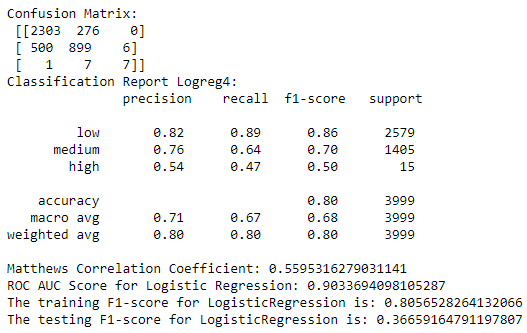 Confusion Matrix:
[[2303 276 0]
[ 500 899 6]
[ 1 7 7]]
Classification Report Logreg4:
precision recall f1-score support
low 0.82 0.89 0.86 2579
medium 0.76 0.64 0.70 1405
high 0.54 0.47 0.50 15
accuracy 0.80 3999
macro avg 0.71 0.67 0.68 3999
weighted avg 0.80 0.80 0.80 3999
Matthews Correlation Coefficient: 0.5595316279031141
ROC AUC Score for Logistic Regression: 0.9033694098105287
The training F1-score for LogisticRegression is: 0.8056528264132066
The testing F1-score for LogisticRegression is: 0.36659164791197807